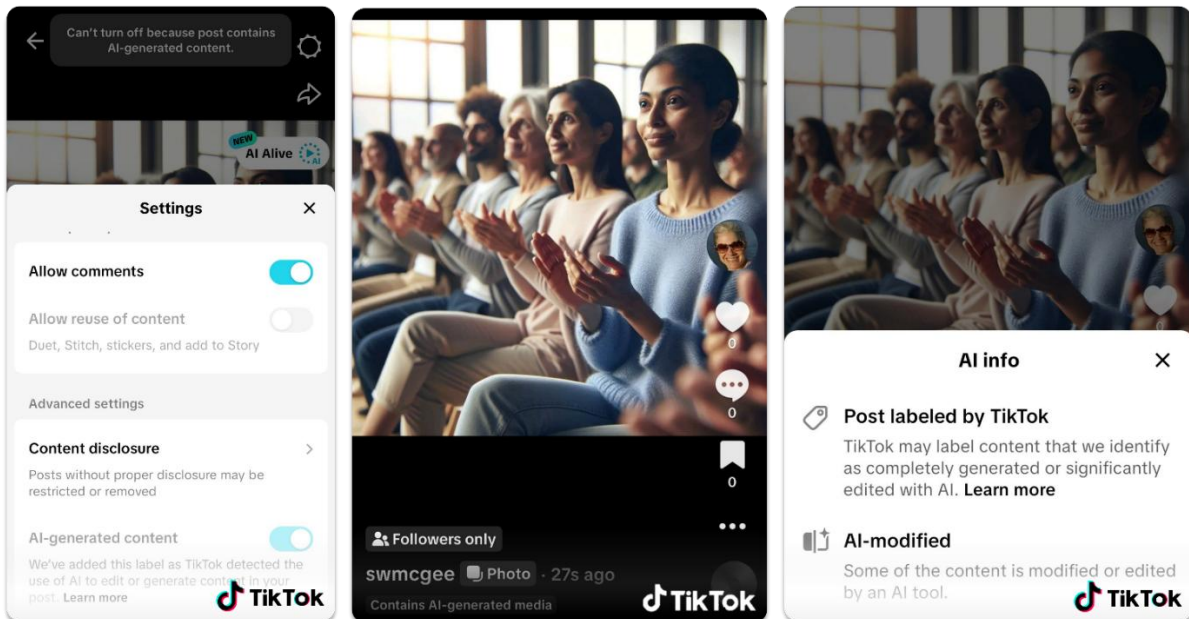 Can't turn off because post contains
AI-generated content.
NEW
AI Alive
AI
Settings
Allow comments
Allow reuse of content
Duet, Stitch, stickers, and add to Story
Advanced settings
Content disclosure
Posts without proper disclosure may be
restricted or removed
AI-generated content
We've added this label as TikTok detected the
use of AI to edit or generate content in your
post. Learn more
TikTok
0
0
0
Followers only
swmcgee Photo · 27s ago
Contains AI-generated media
TikTok
0
AI info
Post labeled by TikTok
TikTok may label content that we identify
as completely generated or significantly
edited with AI. Learn more
AI-modified
Some of the content is modified or edited
by an AI tool.
TikTok